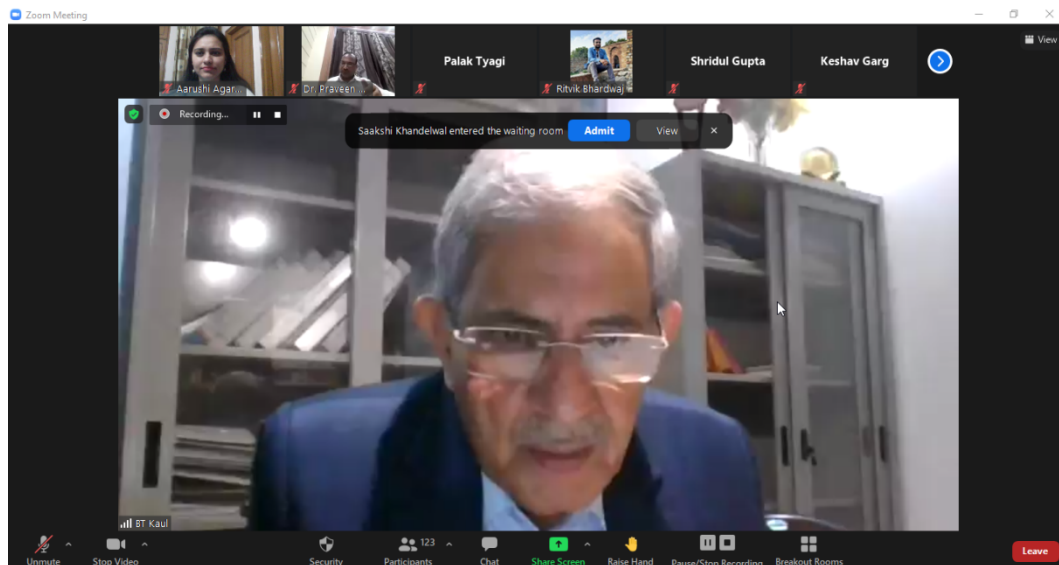 Zoom Meeting
View
Aarushi Agar...
Dr. Praveen ...
Palak Tyagi
Ritvik Bhardwaj
Shridul Gupta
Keshav Garg
Recording...
Saakshi Khandelwal entered the waiting room Admit View
BT Kaul
Unmute
Stop Video
Security
Participants 123
Chat
Share Screen
Raise Hand
Pause/Stop Recording
Breakout Rooms
Leave